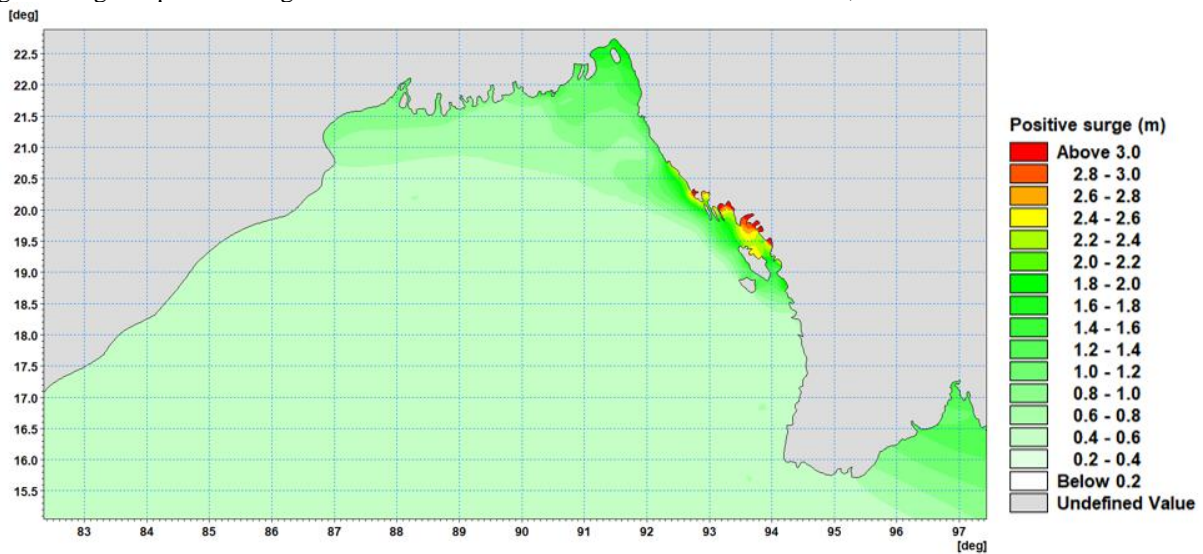 [deg]
22.5
22.0
21.5
21.0
20.5
20.0
19.5
19.0
18.5
18.0
17.5
17.0
16.5
16.0
15.5
83 84 85 86 87 88 89 90 91 92 93 94 95 96 97
[deg]
Positive surge (m)
Above 3.0
2.8 - 3.0
2.6 - 2.8
2.4 - 2.6
2.2 - 2.4
2.0 - 2.2
1.8 - 2.0
1.6 - 1.8
1.4 - 1.6
1.2 - 1.4
1.0 - 1.2
0.8 - 1.0
0.6 - 0.8
0.4 - 0.6
0.2 - 0.4
Below 0.2
Undefined Value